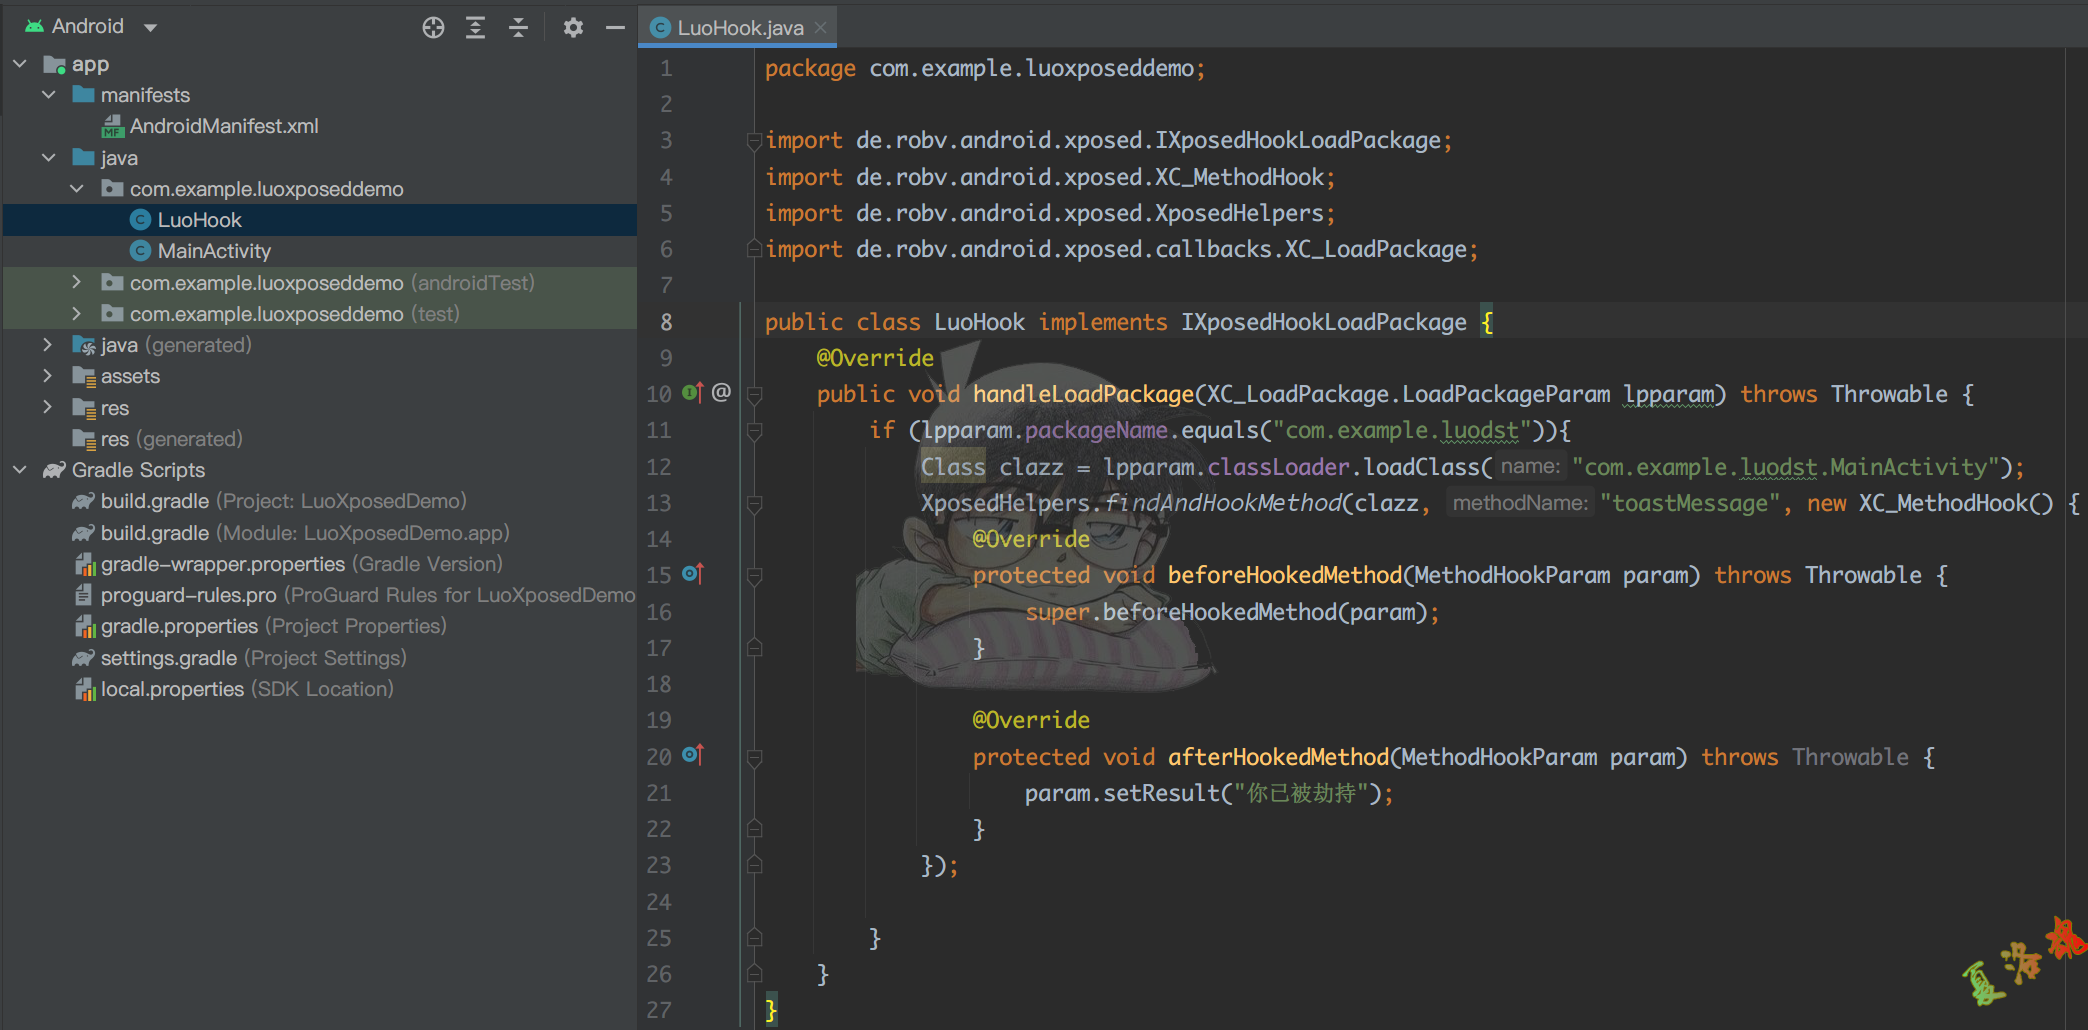 Android
app
manifests
AndroidManifest.xml
java
com.example.luoxposeddemo
LuoHook
MainActivity
com.example.luoxposeddemo (androidTest)
com.example.luoxposeddemo (test)
java (generated)
assets
res
res (generated)
Gradle Scripts
build.gradle (Project: LuoXposedDemo)
build.gradle (Module: LuoXposedDemo.app)
gradle-wrapper.properties (Gradle Version)
proguard-rules.pro (ProGuard Rules for LuoXposedDemo
gradle.properties (Project Properties)
settings.gradle (Project Settings)
local.properties (SDK Location)
LuoHook.java
1 package com.example.luoxposeddemo;
2
3 import de.robv.android.xposed.IXposedHookLoadPackage;
4 import de.robv.android.xposed.XC_MethodHook;
5 import de.robv.android.xposed.XposedHelpers;
6 import de.robv.android.xposed.callbacks.XC_LoadPackage;
7
8 public class LuoHook implements IXposedHookLoadPackage {
9 @Override
10 @ public void handleLoadPackage(XC_LoadPackage.LoadPackageParam lpparam) throws Throwable {
11 if (lpparam.packageName.equals("com.example.luodst")){
12 Class clazz = lpparam.classLoader.loadClass( name: "com.example.luodst.MainActivity");
13 XposedHelpers.findAndHookMethod(clazz, methodName: "toastMessage", new XC_MethodHook() {
14 @Override
15 protected void beforeHookedMethod(MethodHookParam param) throws Throwable {
16 super.beforeHookedMethod(param);
17 }
18
19 @Override
20 protected void afterHookedMethod(MethodHookParam param) throws Throwable {
21 param.setResult("你已被劫持");
22 }
23 });
24
25 }
26 }
27 }
夏洛